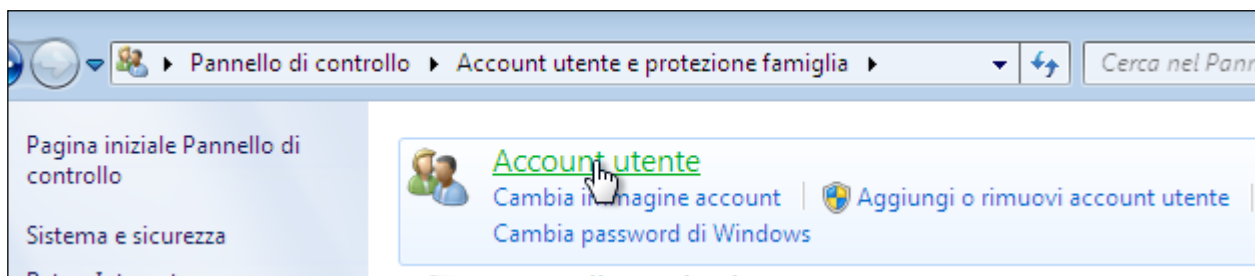 Pannello di controllo Account utente e protezione famiglia
Cerca nel Pann
Pagina iniziale Pannello di
controllo
Sistema e sicurezza
Account utente
Cambia immagine account Aggiungi o rimuovi account utente
Cambia password di Windows